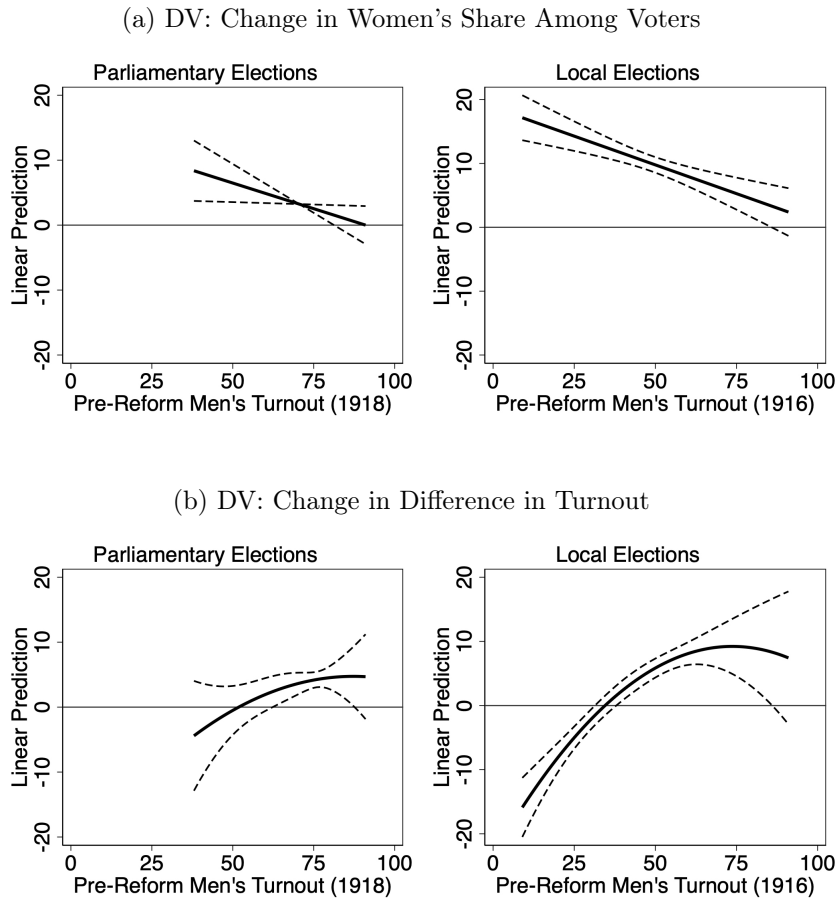 (a) DV: Change in Women's Share Among Voters
Parliamentary Elections
Linear Prediction
20
10
0
-10
-20
0 25 50 75 100
Pre-Reform Men's Turnout (1918)
Local Elections
Linear Prediction
20
10
0
-10
-20
0 25 50 75 100
Pre-Reform Men's Turnout (1916)
(b) DV: Change in Difference in Turnout
Parliamentary Elections
Linear Prediction
20
10
0
-10
-20
0 25 50 75 100
Pre-Reform Men's Turnout (1918)
Local Elections
Linear Prediction
20
10
0
-10
-20
0 25 50 75 100
Pre-Reform Men's Turnout (1916)